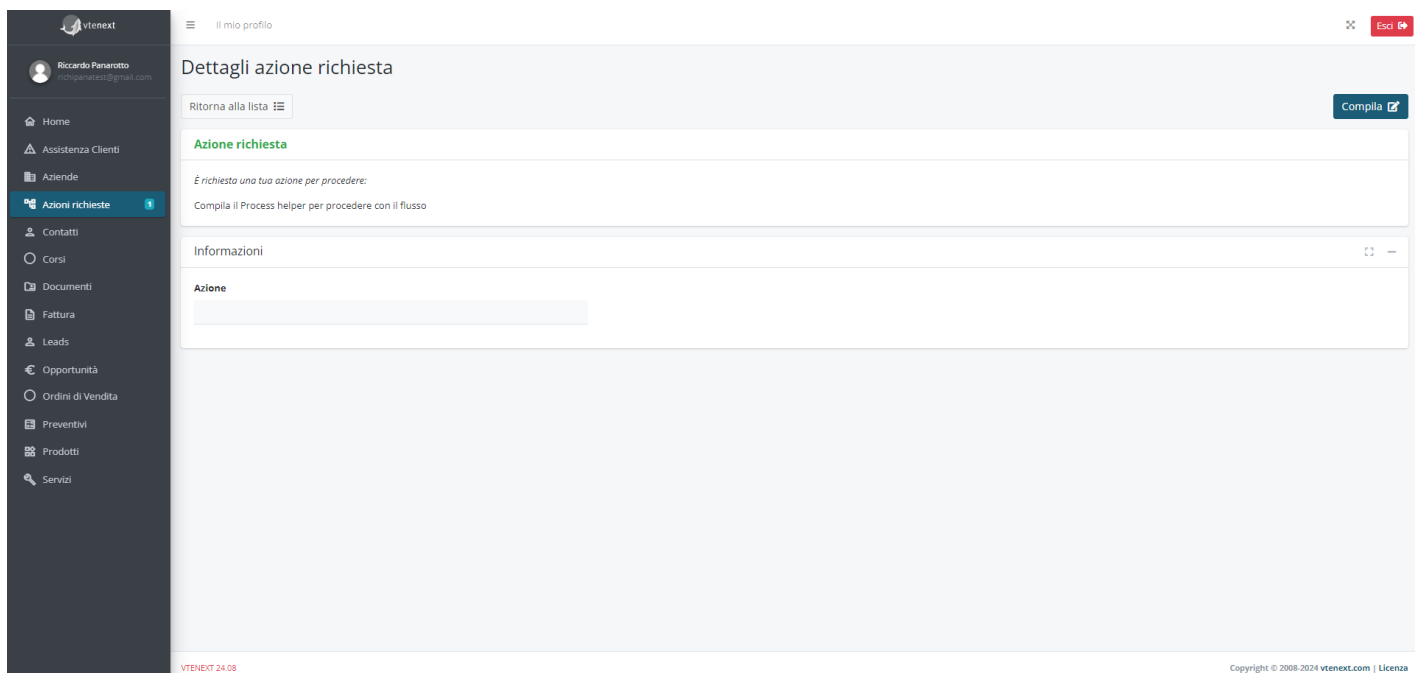 vtenext
Il mio profilo
Esci
Riccardo Panarotto
richipanatest@gmail.com
Dettagli azione richiesta
Ritorna alla lista
Compila
Home
Assistenza Clienti
Aziende
Azioni richieste 1
Contatti
Corsi
Documenti
Fattura
Leads
Opportunità
Ordini di Vendita
Preventivi
Prodotti
Servizi
Azione richiesta
È richiesta una tua azione per procedere:
Compila il Process helper per procedere con il flusso
Informazioni
Azione
VTENEXT 24.08
Copyright © 2008-2024 vtenext.com | Licenza